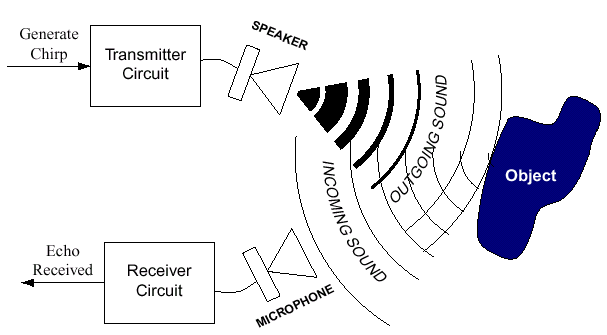 Generate
Chirp
Transmitter
Circuit
SPEAKER
OUTGOING SOUND
INCOMING SOUND
Object
Echo
Received
Receiver
Circuit
MICROPHONE